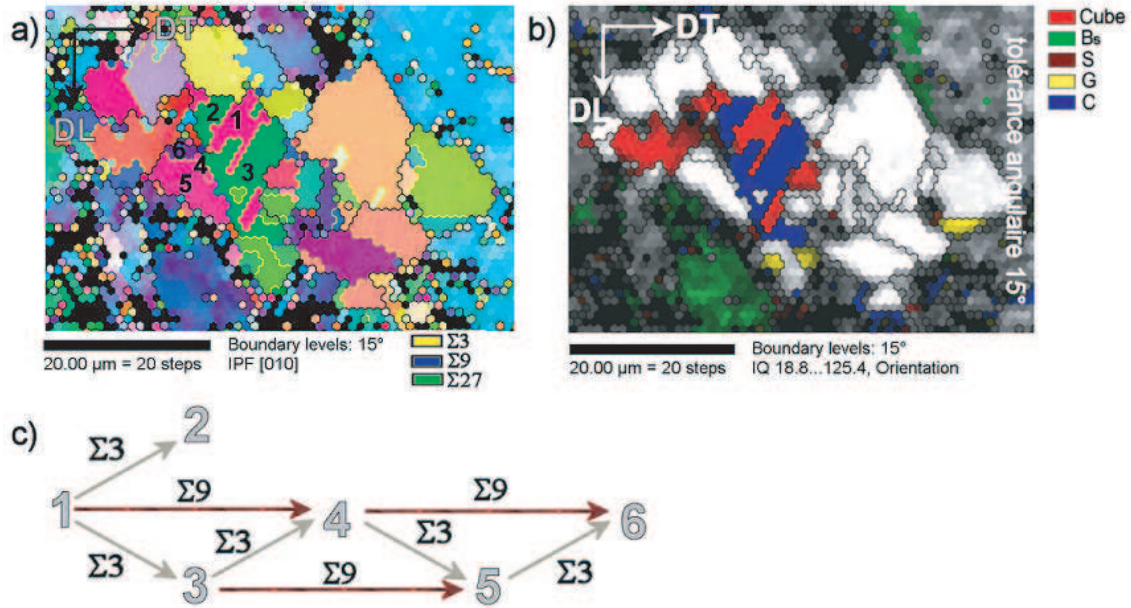 a)
DT
DL
2
1
6
4
5
3
20.00 µm = 20 steps
Boundary levels: 15°
IPF [010]
Σ3
Σ9
Σ27
b)
DT
DL
tolérance angulaire 15°
Cube
Bs
S
G
C
20.00 µm = 20 steps
Boundary levels: 15°
IQ 18.8...125.4, Orientation
c)
2
Σ3
Σ9
Σ9
1
4
6
Σ3
Σ3
Σ3
Σ3
3
Σ9
5